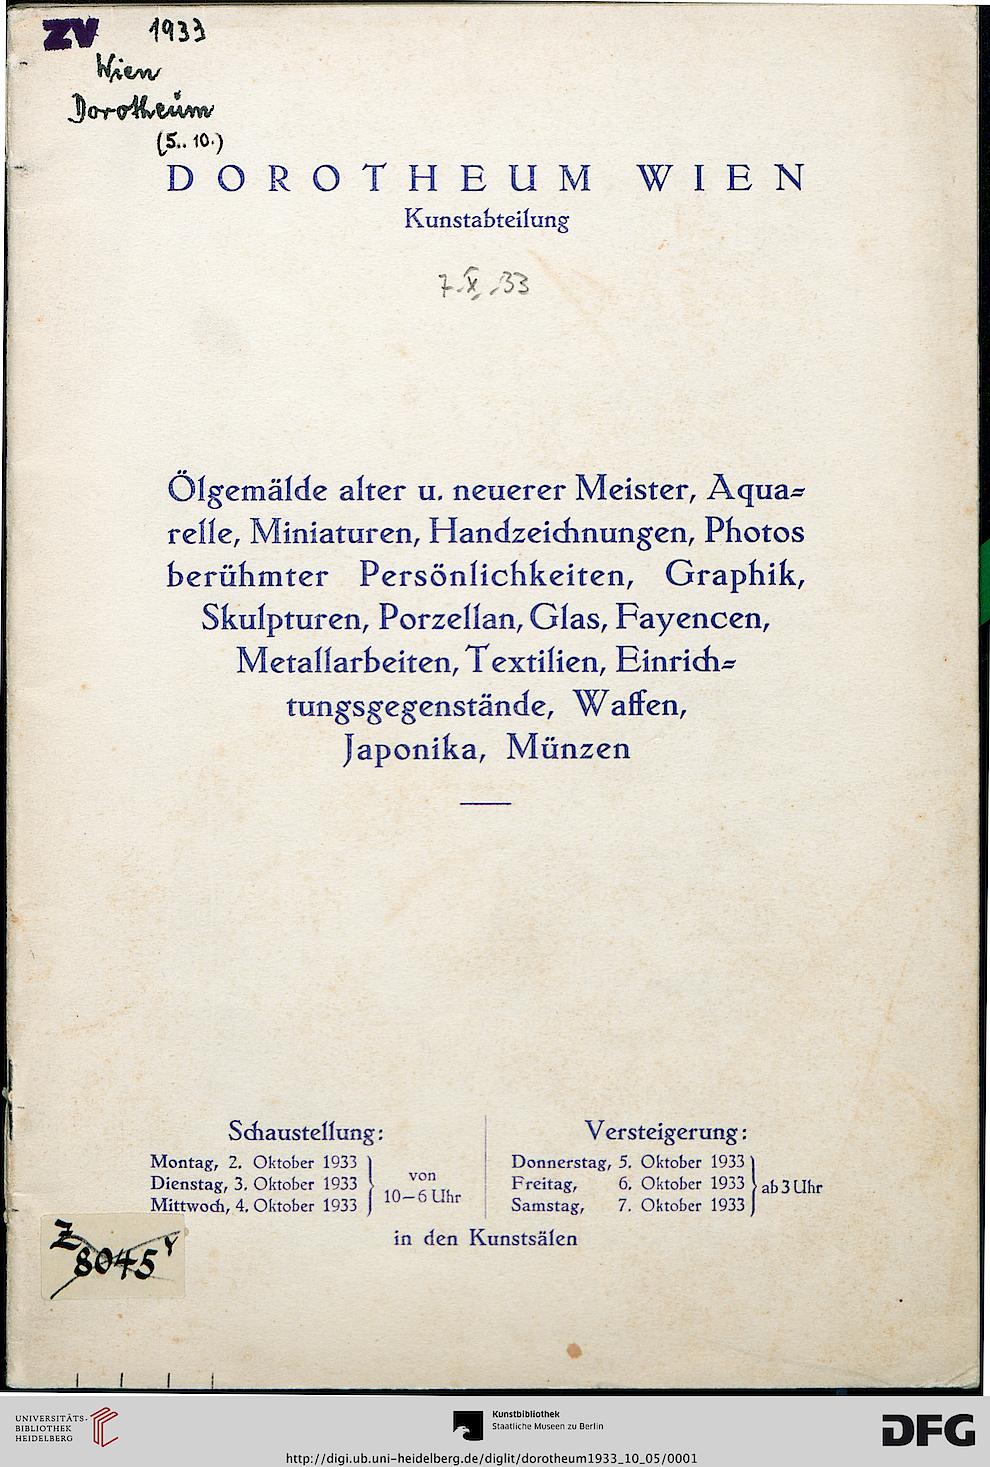 ZV 1933
Wien
Dorotheum
(5.. 10.)
DOROTHEUM WIEN
Kunstabteilung
7.X.33
Ölgemälde alter u. neuerer Meister, Aqua-
relle, Miniaturen, Handzeichnungen, Photos
berühmter Persönlichkeiten, Graphik,
Skulpturen, Porzellan, Glas, Fayencen,
Metallarbeiten, Textilien, Einrich-
tungsgegenstände, Waffen,
Japonika, Münzen
Schaustellung:
Montag, 2. Oktober 1933
Dienstag, 3. Oktober 1933
Mittwoch, 4. Oktober 1933
von
10–6 Uhr
Versteigerung:
Donnerstag, 5. Oktober 1933
Freitag, 6. Oktober 1933
Samstag, 7. Oktober 1933
ab 3 Uhr
in den Kunstsälen
Z
8045
UNIVERSITÄTS-
BIBLIOTHEK
HEIDELBERG
Kunstbibliothek
Staatliche Museen zu Berlin
DFG
http://digi.ub.uni-heidelberg.de/diglit/dorotheum1933_10_05/0001